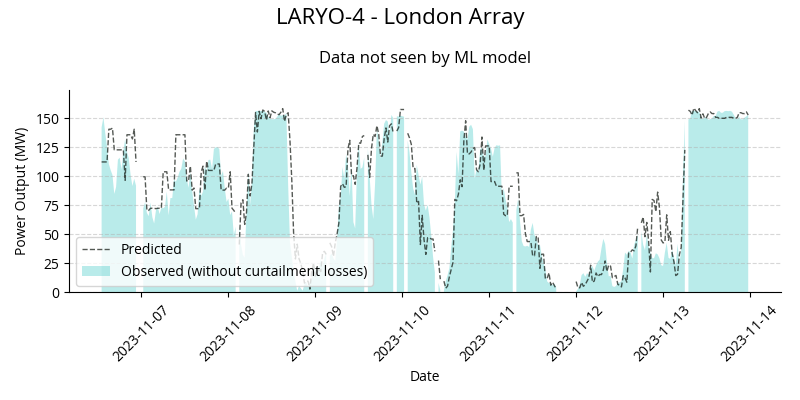 LARYO-4 - London Array
Data not seen by ML model
Power Output (MW)
150
125
100
75
50
25
0
Predicted
Observed (without curtailment losses)
2023-11-07
2023-11-08
2023-11-09
2023-11-10
2023-11-11
2023-11-12
2023-11-13
2023-11-14
Date